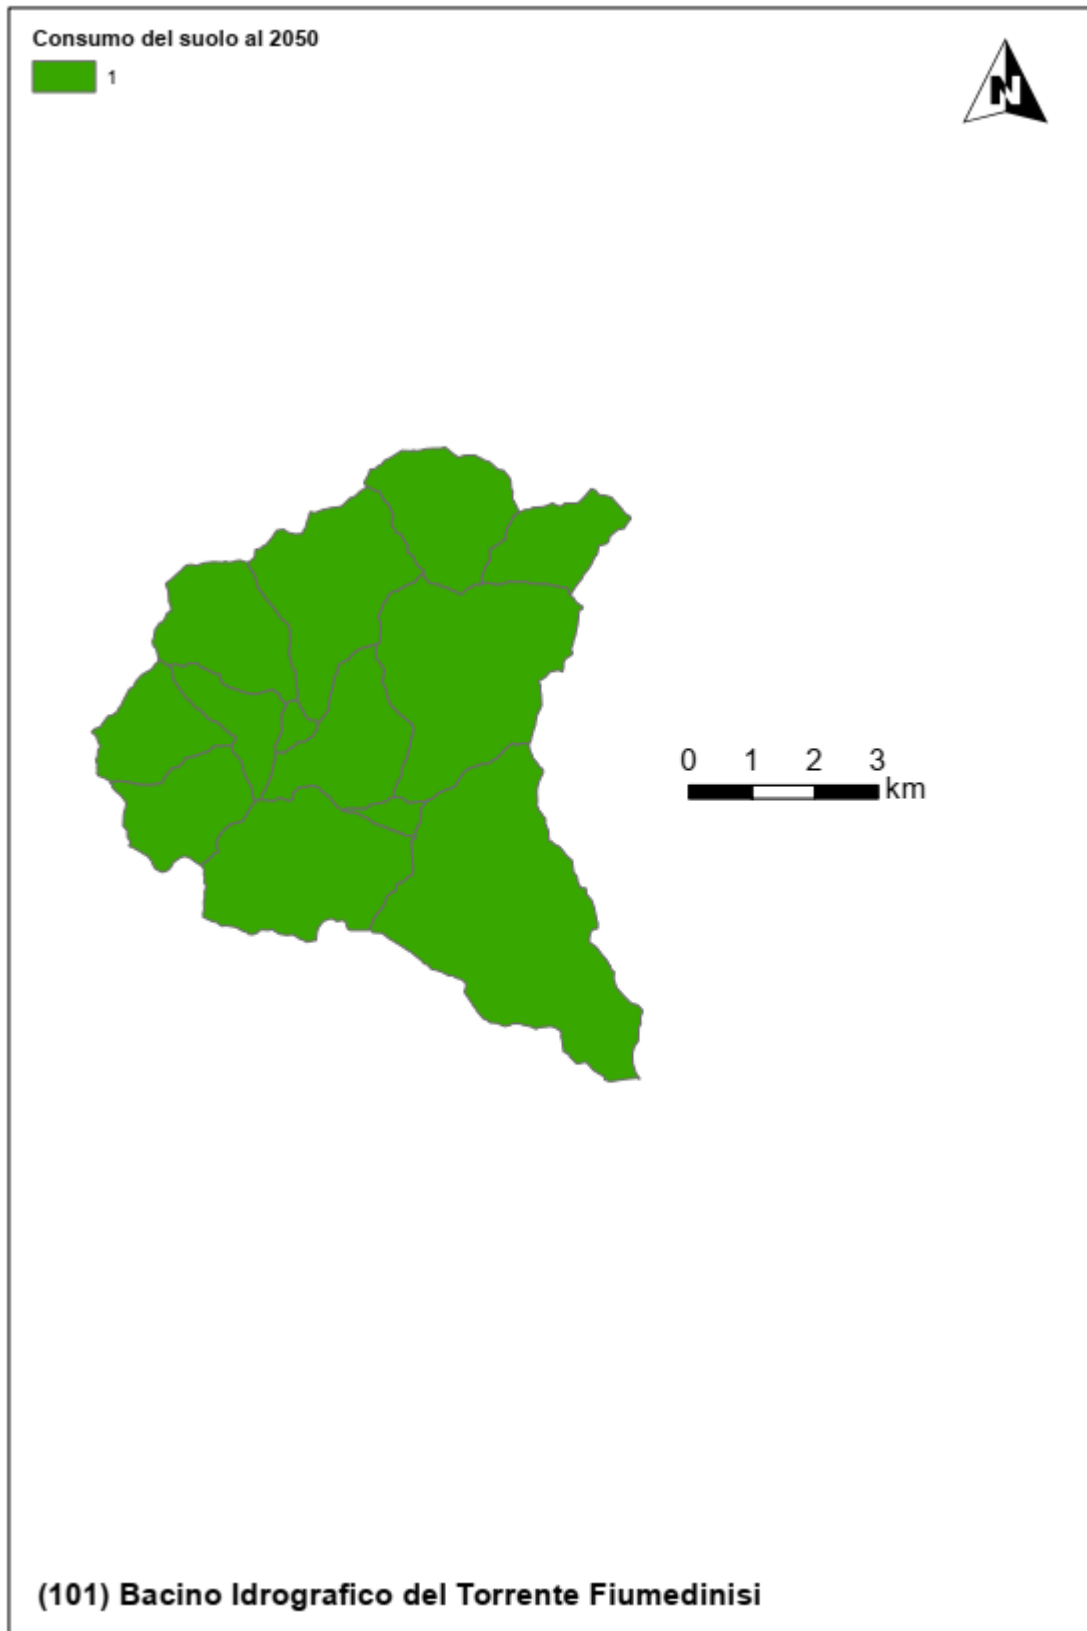 Consumo del suolo al 2050
1
N
0 1 2 3
km
(101) Bacino Idrografico del Torrente Fiumedinisi